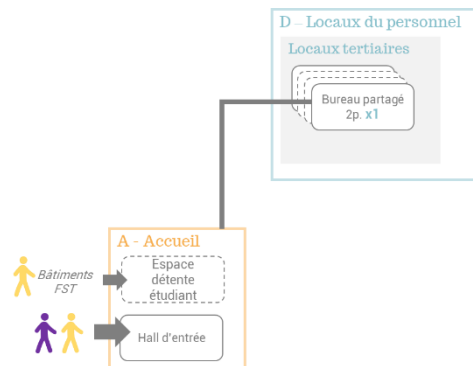 D – Locaux du personnel
Locaux tertiaires
Bureau partagé
2p. x1
A - Accueil
Espace
détente
étudiant
Bâtiments
FST
Hall d'entrée